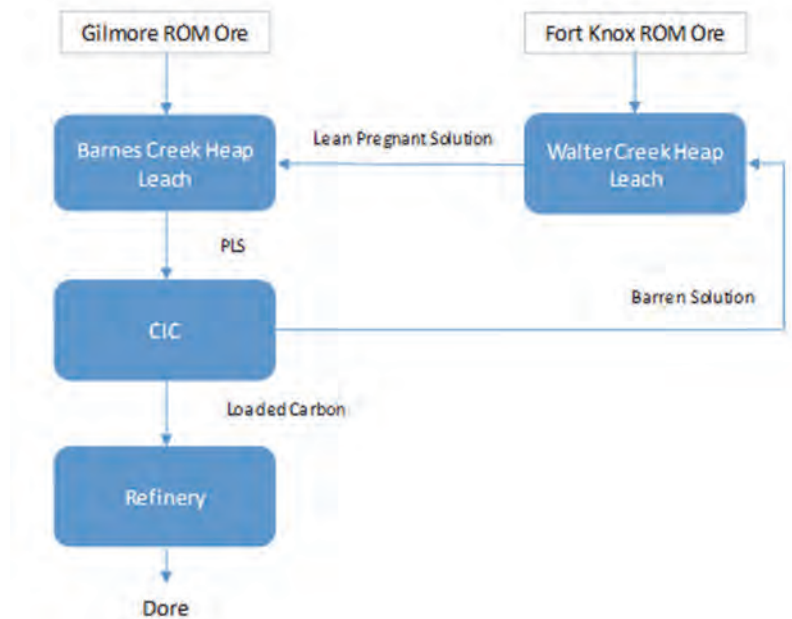 Gilmore ROM Ore
Fort Knox ROM Ore
Barnes Creek Heap
Leach
Lean Pregnant Solution
Walter Creek Heap
Leach
PLS
Barren Solution
CIC
Loaded Carbon
Refinery
Dore